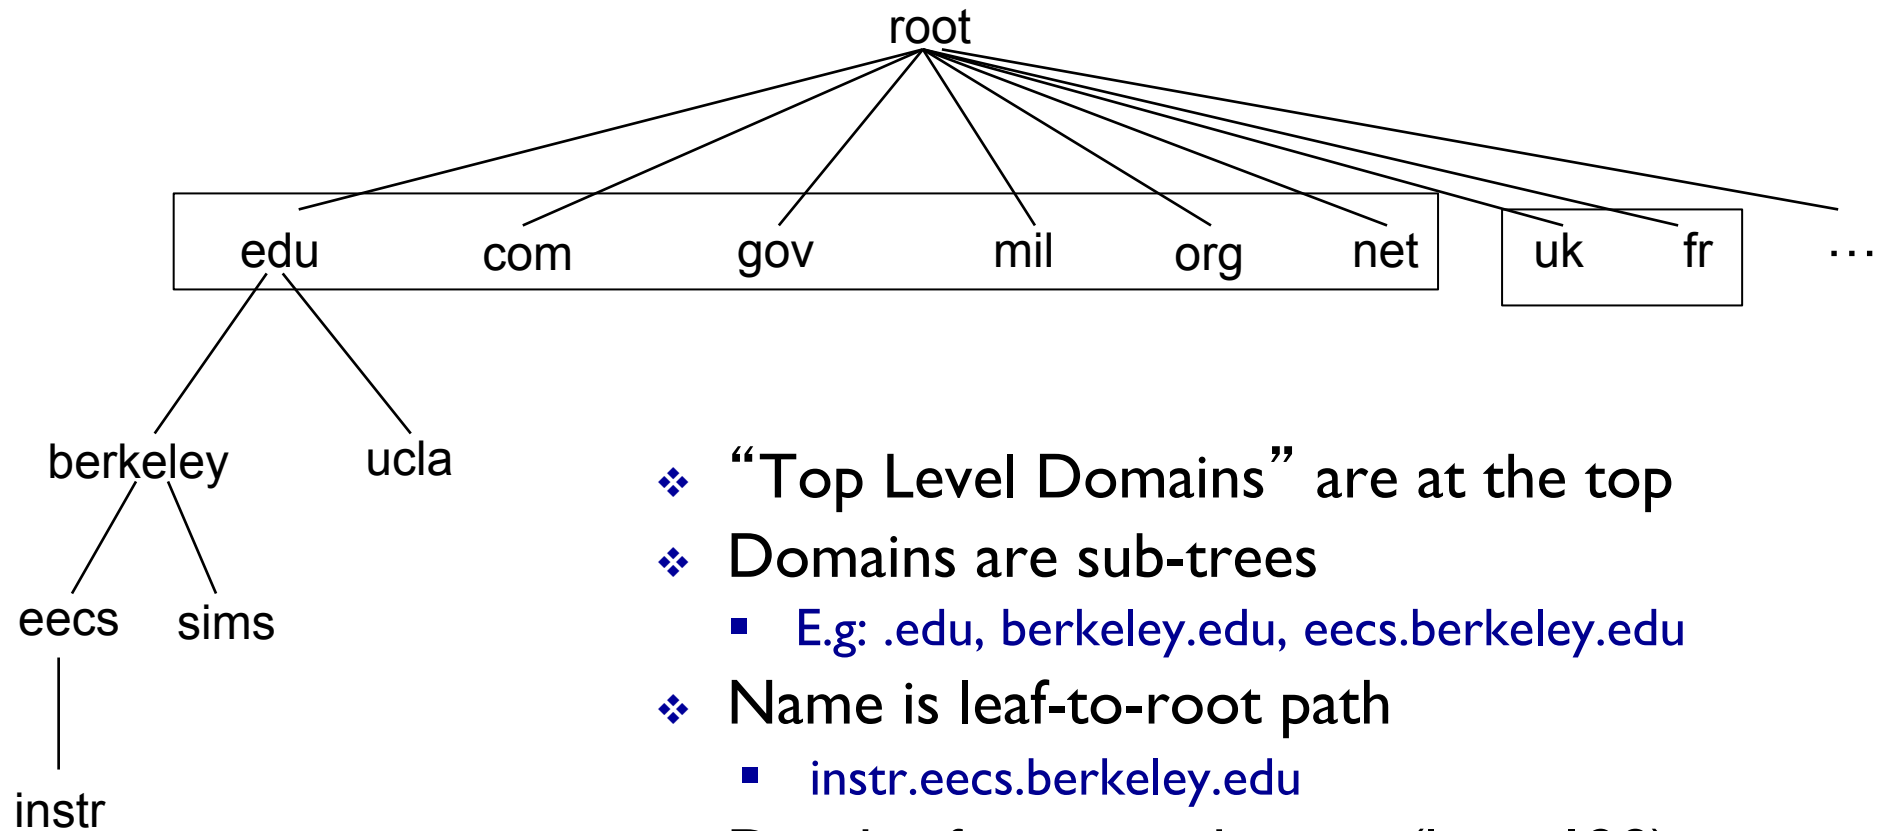 root
edu com gov mil org net uk fr ...
berkeley ucla
“Top Level Domains” are at the top
Domains are sub-trees
E.g: .edu, berkeley.edu, eecs.berkeley.edu
eecs sims
Name is leaf-to-root path
instr.eecs.berkeley.edu
instr